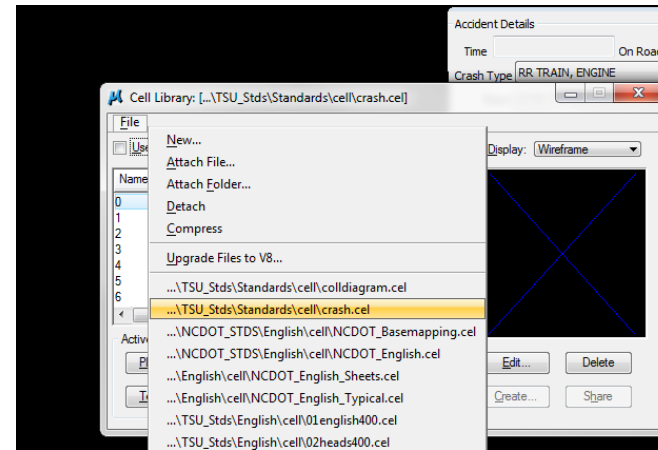 Accident Details
Time
On Road
Crash Type RR TRAIN, ENGINE
Cell Library: [...\TSU_Stds\Standards\cell\crash.cel]
File
Use
Display: Wireframe
Name
0
1
2
3
4
5
6
New...
Attach File...
Attach Folder...
Detach
Compress
Upgrade Files to V8...
...\TSU_Stds\Standards\cell\colldiagram.cel
...\TSU_Stds\Standards\cell\crash.cel
...\NCDOT_STDS\English\cell\NCDOT_Basemapping.cel
...\NCDOT_STDS\English\cell\NCDOT_English.cel
...\English\cell\NCDOT_English_Sheets.cel
...\English\cell\NCDOT_English_Typical.cel
...\TSU_Stds\English\cell\01english400.cel
...\TSU_Stds\English\cell\02heads400.cel
Activ
Edit...
Delete
Create...
Share